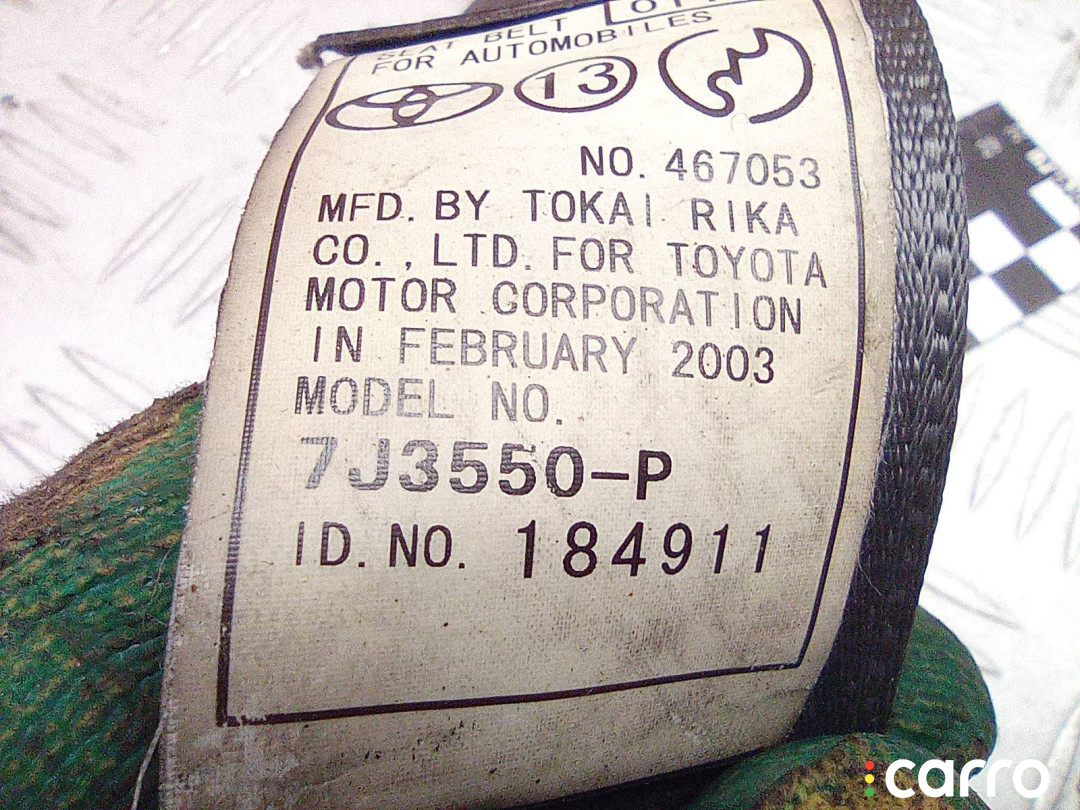 SEAT BELT
FOR AUTOMOBILES
13
NO. 467053
MFD. BY TOKAI RIKA
CO., LTD. FOR TOYOTA
MOTOR CORPORATION
IN FEBRUARY 2003
MODEL NO.
7J3550-P
ID. NO. 184911
carro